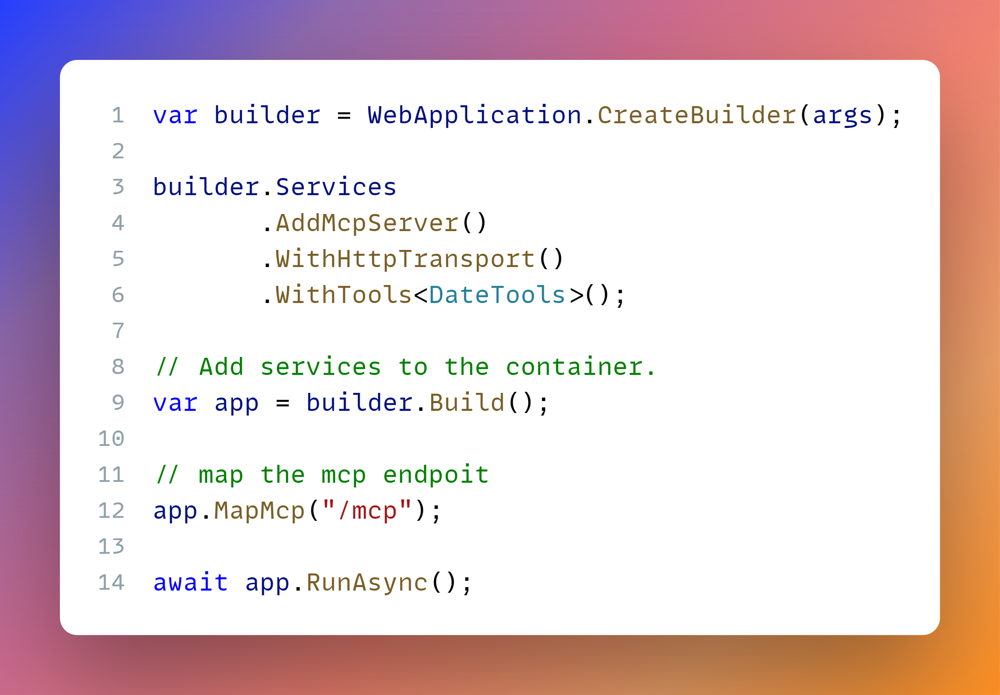 1 var builder = WebApplication.CreateBuilder(args);
2
3 builder.Services
4 .AddMcpServer()
5 .WithHttpTransport()
6 .WithTools<DateTools>();
7
8 // Add services to the container.
9 var app = builder.Build();
10
11 // map the mcp endpoit
12 app.MapMcp("/mcp");
13
14 await app.RunAsync();